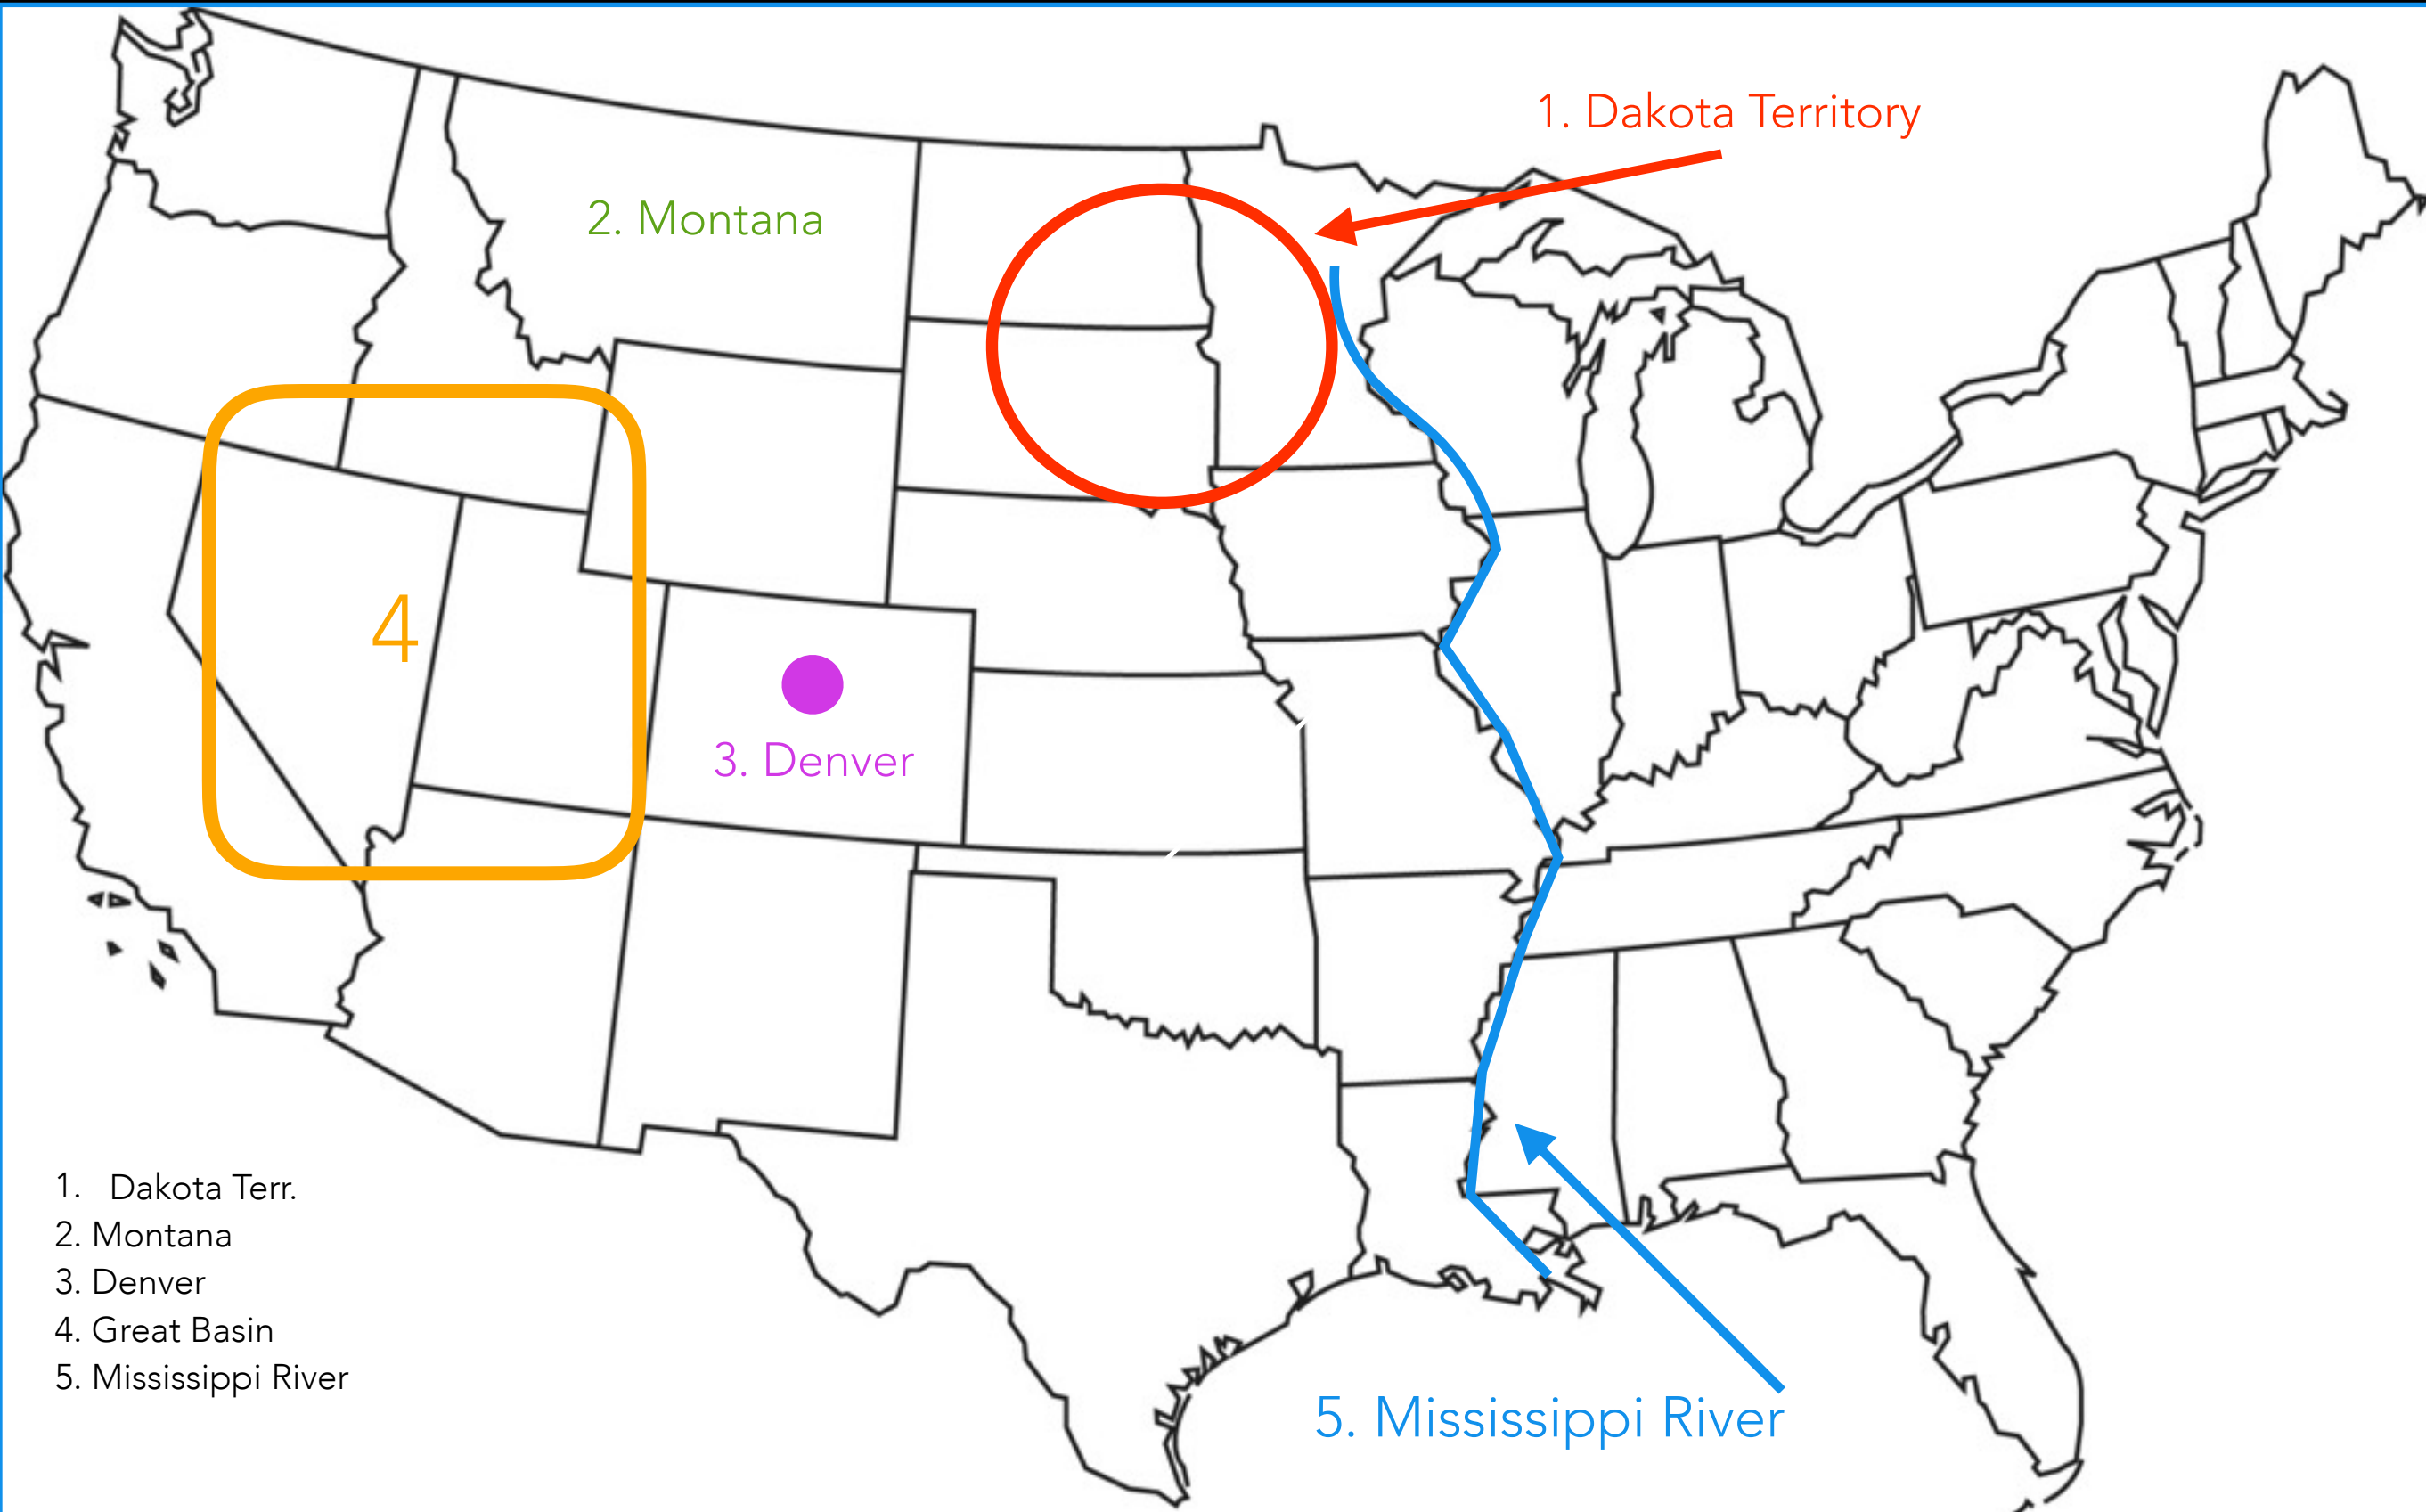 1. Dakota Territory
2. Montana
4
3. Denver
1. Dakota Terr.
2. Montana
3. Denver
4. Great Basin
5. Mississippi River
5. Mississippi River